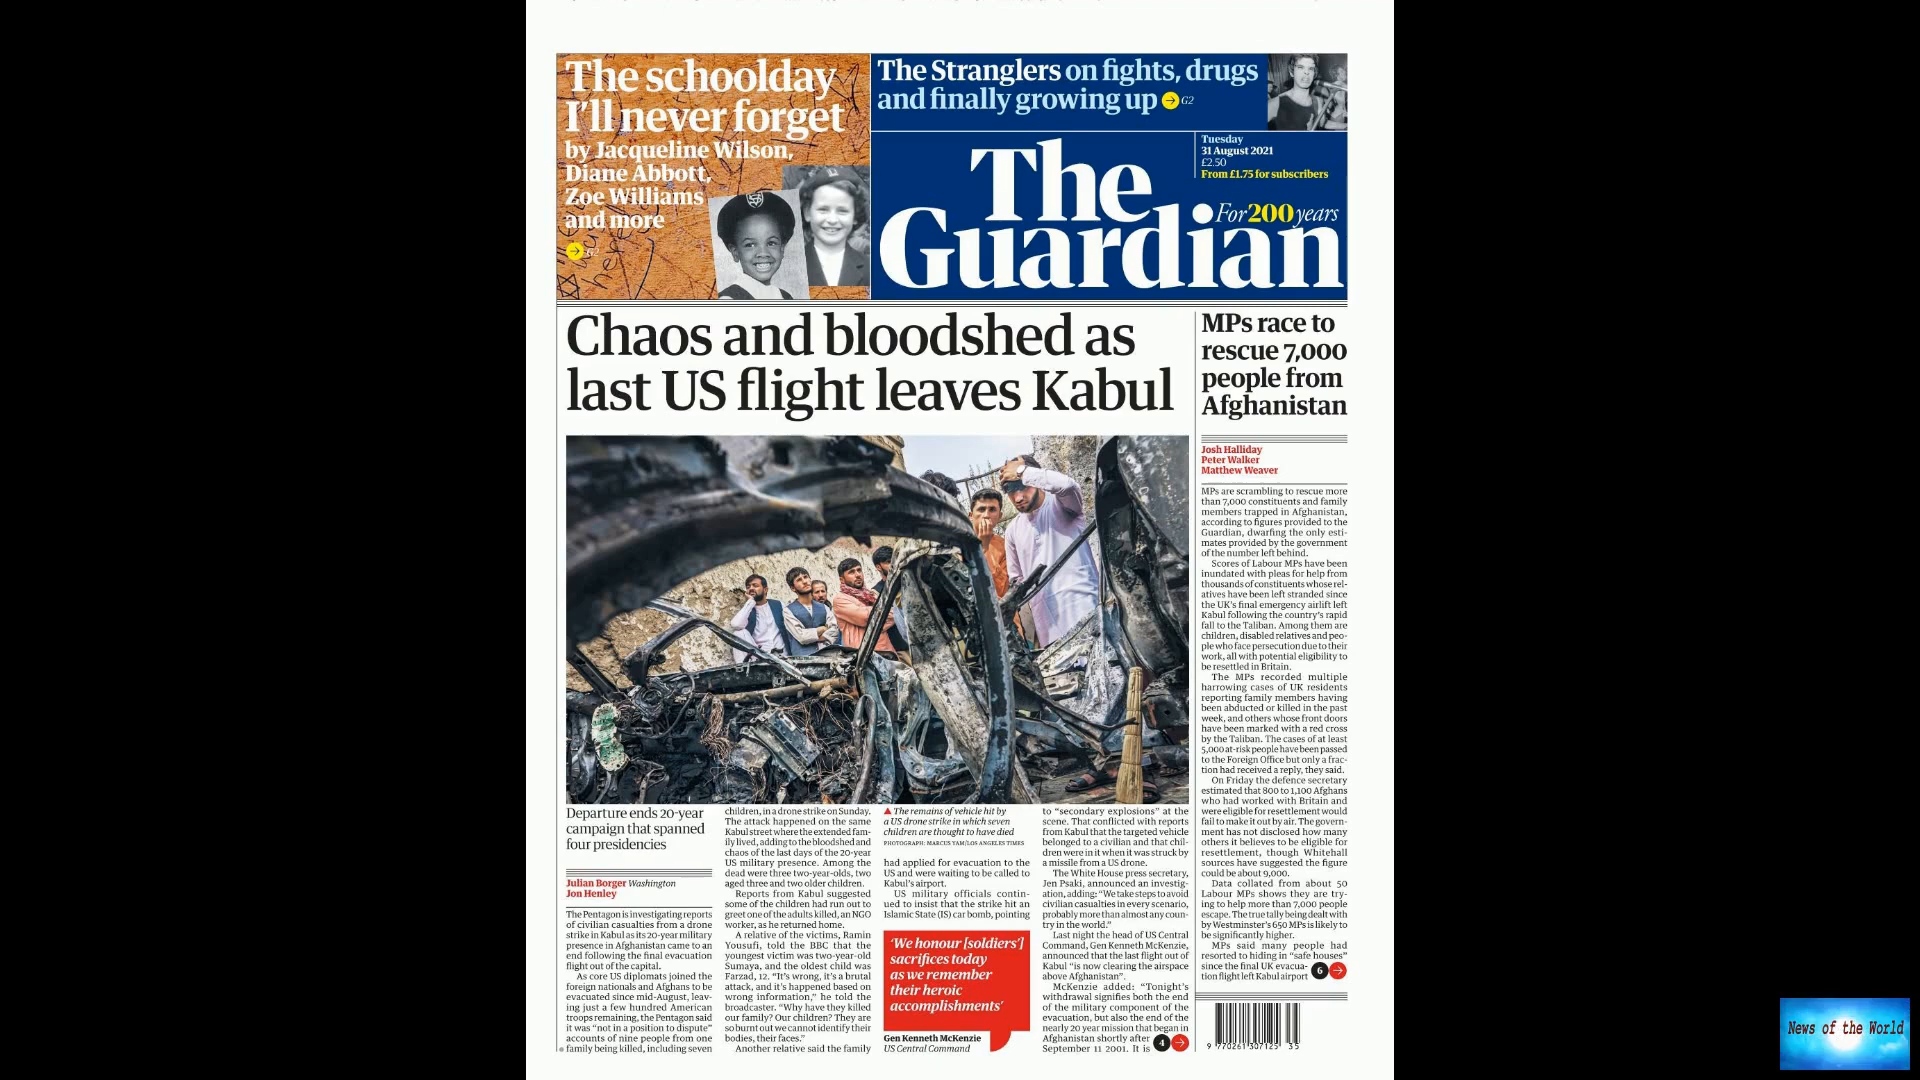 The schoolday
I'll never forget
by Jacqueline Wilson,
Diane Abbott,
Zoe Williams
and more
G2
The Stranglers on fights, drugs
and finally growing up
G2
Tuesday
31 August 2021
£2.50
From £1.75 for subscribers
The
Guardian
For 200 years
Chaos and bloodshed as
last US flight leaves Kabul
Departure ends 20-year
campaign that spanned
four presidencies
Julian Borger Washington
Jon Henley
The Pentagon is investigating reports
of civilian casualties from a drone
strike in Kabul as its 20-year military
presence in Afghanistan came to an
end following the final evacuation
flight out of the capital.
As core US diplomats joined the
foreign nationals and Afghans to be
evacuated since mid-August, leav-
ing just a few hundred American
troops remaining, the Pentagon said
it was "not in a position to dispute"
accounts of nine people from one
family being killed, including seven
children, in a drone strike on Sunday.
The attack happened on the same
Kabul street where the extended fam-
ily lived, adding to the bloodshed and
chaos of the last days of the 20-year
US military presence. Among the
dead were three two-year-olds, two
aged three and two older children.
Reports from Kabul suggested
some of the children had run out to
greet one of the adults killed, an NGO
worker, as he returned home.
A relative of the victims, Ramin
Yousufi, told the BBC that the
youngest victim was two-year-old
Sumaya, and the oldest child was
Farzad, 12. "It's wrong, it's a brutal
attack, and it's happened based on
wrong information," he told the
broadcaster. "Why have they killed
our family? Our children? They are
so burnt out we cannot identify their
bodies, their faces."
Another relative said the family
▲ The remains of vehicle hit by
a US drone strike in which seven
children are thought to have died
PHOTOGRAPH: MARCUS YAM/LOS ANGELES TIMES
had applied for evacuation to the
US and were waiting to be called to
Kabul's airport.
US military officials contin-
ued to insist that the strike hit an
Islamic State (IS) car bomb, pointing
'We honour [soldiers']
sacrifices today
as we remember
their heroic
accomplishments'
Gen Kenneth McKenzie
US Central Command
to "secondary explosions" at the
scene. That conflicted with reports
from Kabul that the targeted vehicle
belonged to a civilian and that chil-
dren were in it when it was struck by
a missile from a US drone.
The White House press secretary,
Jen Psaki, announced an investig-
ation, adding: "We take steps to avoid
civilian casualties in every scenario,
probably more than almost any coun-
try in the world."
Last night the head of US Central
Command, Gen Kenneth McKenzie,
announced that the last flight out of
Kabul "is now clearing the airspace
above Afghanistan".
McKenzie added: "Tonight's
withdrawal signifies both the end
of the military component of the
evacuation, but also the end of the
nearly 20 year mission that began in
Afghanistan shortly after
September 11 2001. It is
4
MPs race to
rescue 7,000
people from
Afghanistan
Josh Halliday
Peter Walker
Matthew Weaver
MPs are scrambling to rescue more
than 7,000 constituents and family
members trapped in Afghanistan,
according to figures provided to the
Guardian, dwarfing the only esti-
mates provided by the government
of the number left behind.
Scores of Labour MPs have been
inundated with pleas for help from
thousands of constituents whose rel-
atives have been left stranded since
the UK's final emergency airlift left
Kabul following the country's rapid
fall to the Taliban. Among them are
children, disabled relatives and peo-
ple who face persecution due to their
work, all with potential eligibility to
be resettled in Britain.
The MPs recorded multiple
harrowing cases of UK residents
reporting family members having
been abducted or killed in the past
week, and others whose front doors
have been marked with a red cross
by the Taliban. The cases of at least
5,000 at-risk people have been passed
to the Foreign Office but only a frac-
tion had received a reply, they said.
On Friday the defence secretary
estimated that 800 to 1,100 Afghans
who had worked with Britain and
were eligible for resettlement would
fail to make it out by air. The govern-
ment has not disclosed how many
others it believes to be eligible for
resettlement, though Whitehall
sources have suggested the figure
could be about 9,000.
Data collated from about 50
Labour MPs shows they are try-
ing to help more than 7,000 people
escape. The true tally being dealt with
by Westminster's 650 MPs is likely to
be significantly higher.
MPs said many people had
resorted to hiding in "safe houses"
since the final UK evacua-
tion flight left Kabul airport
6
9 770261 307125 35
News of the World